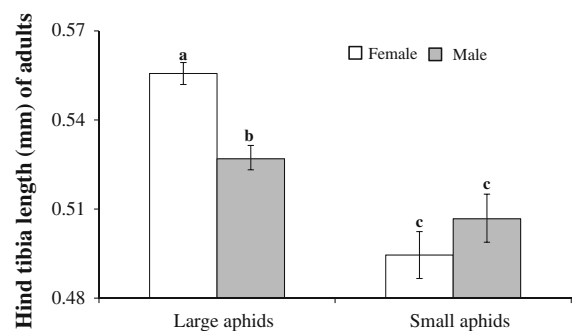 Hind tibia length (mm) of adults
0.57
0.54
0.51
0.48
Female Male
a
b
c
c
Large aphids Small aphids